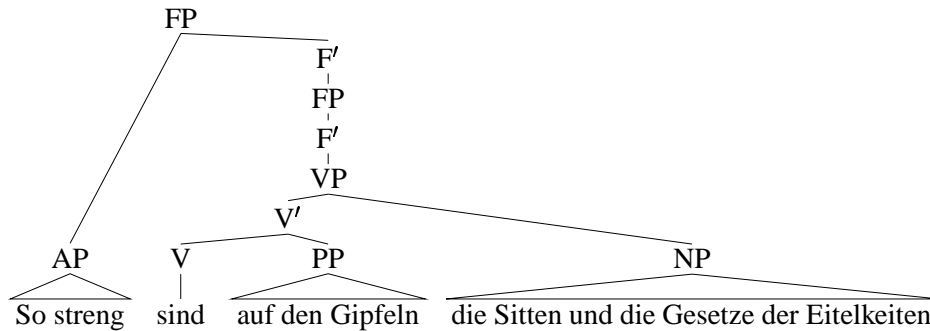 FP
F′
FP
F′
VP
V′
AP V PP NP
So streng sind auf den Gipfeln die Sitten und die Gesetze der Eitelkeiten